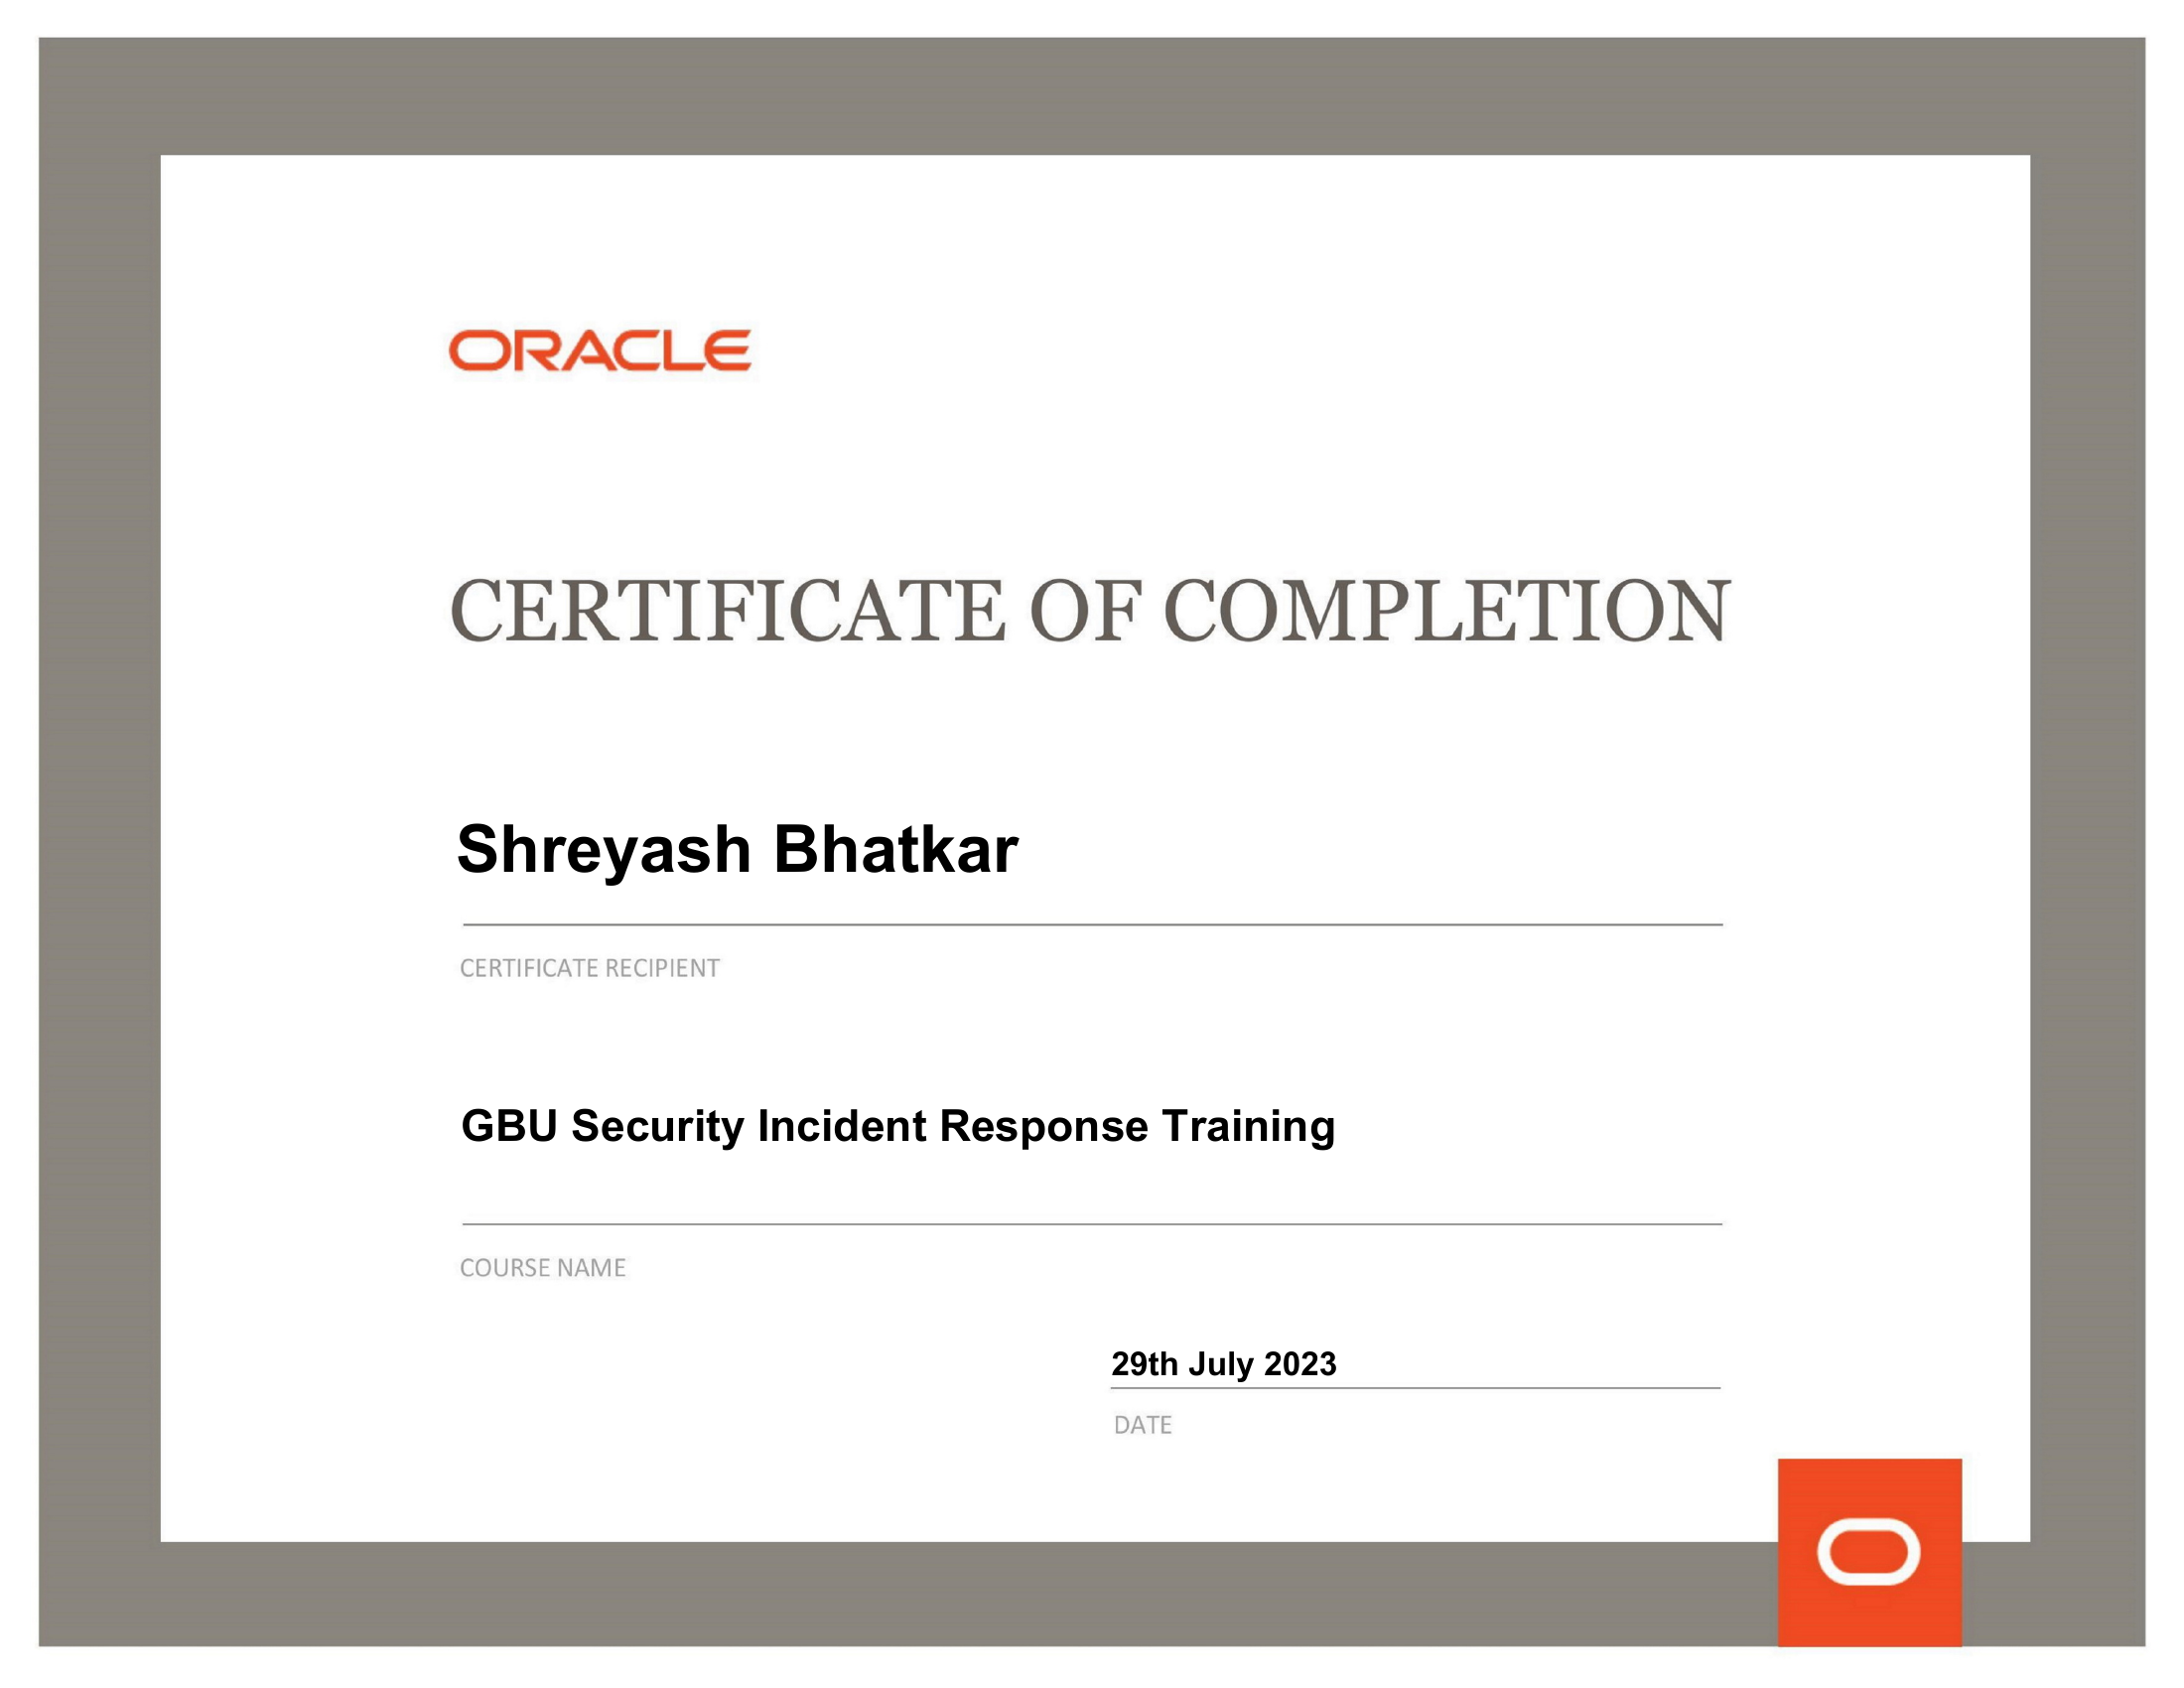 ORACLE
CERTIFICATE OF COMPLETION
Shreyash Bhatkar
CERTIFICATE RECIPIENT
GBU Security Incident Response Training
COURSE NAME
29th July 2023
DATE